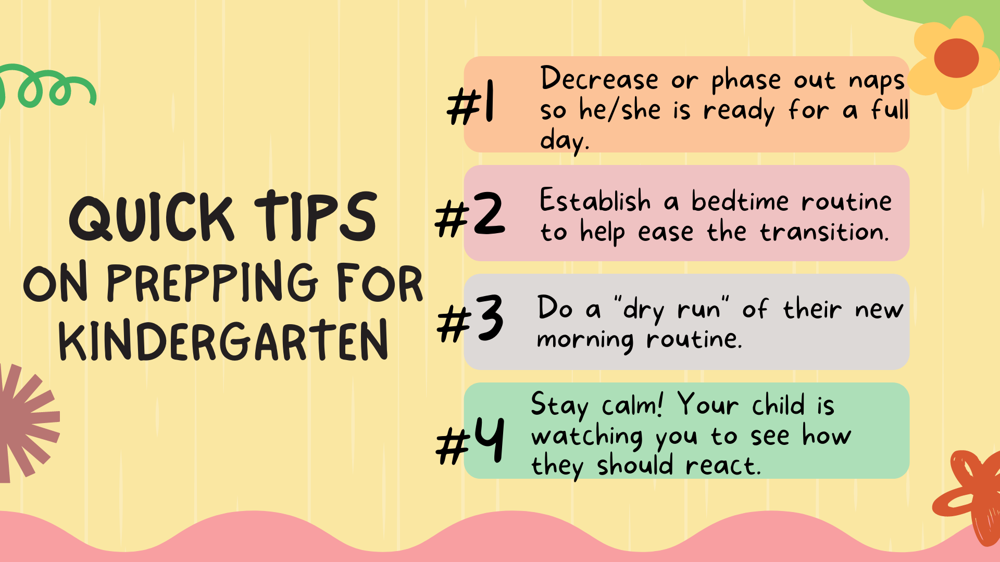 QUICK TIPS
ON PREPPING FOR
KINDERGARTEN
#1
Decrease or phase out naps
so he/she is ready for a full
day.
#2
Establish a bedtime routine
to help ease the transition.
#3
Do a "dry run" of their new
morning routine.
#4
Stay calm! Your child is
watching you to see how
they should react.